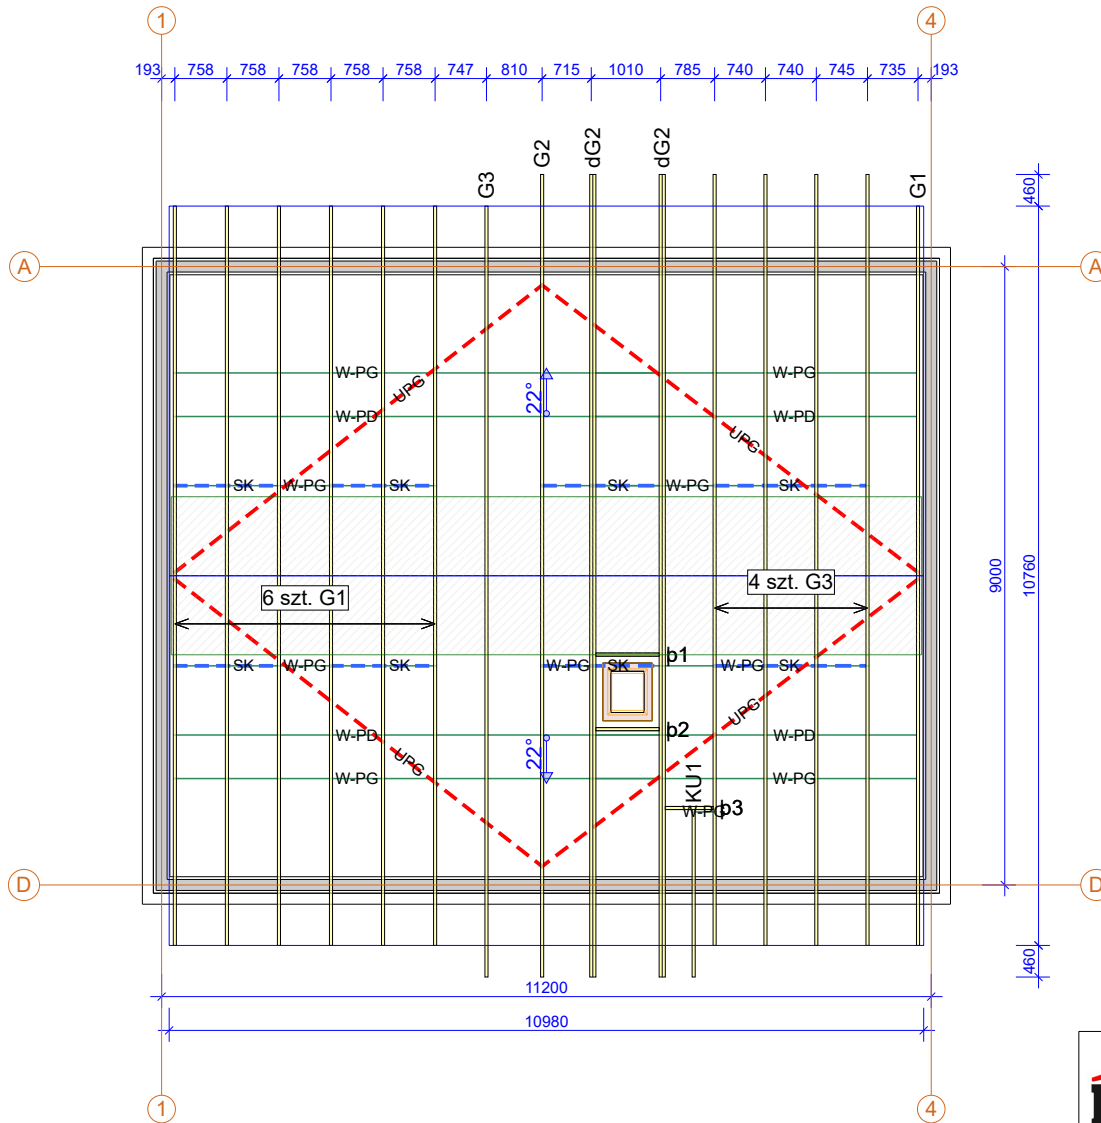 1 4
193 758 758 758 758 758 747 810 715 1010 785 740 740 745 735 193
G3 G2 dG2 dG2 G1
460
A A
W-PG W-PG
UPG
22°
W-PD W-PD
UPG
SK W-PG SK SK W-PG SK
9000
10760
6 szt. G1 4 szt. G3
b1
SK W-PG SK W-PG SK W-PG SK
UPG
b2
W-PD W-PD
22°
UPG
W-PG W-PG
KU1
W-PG b3
D D
460
11200
10980
1 4